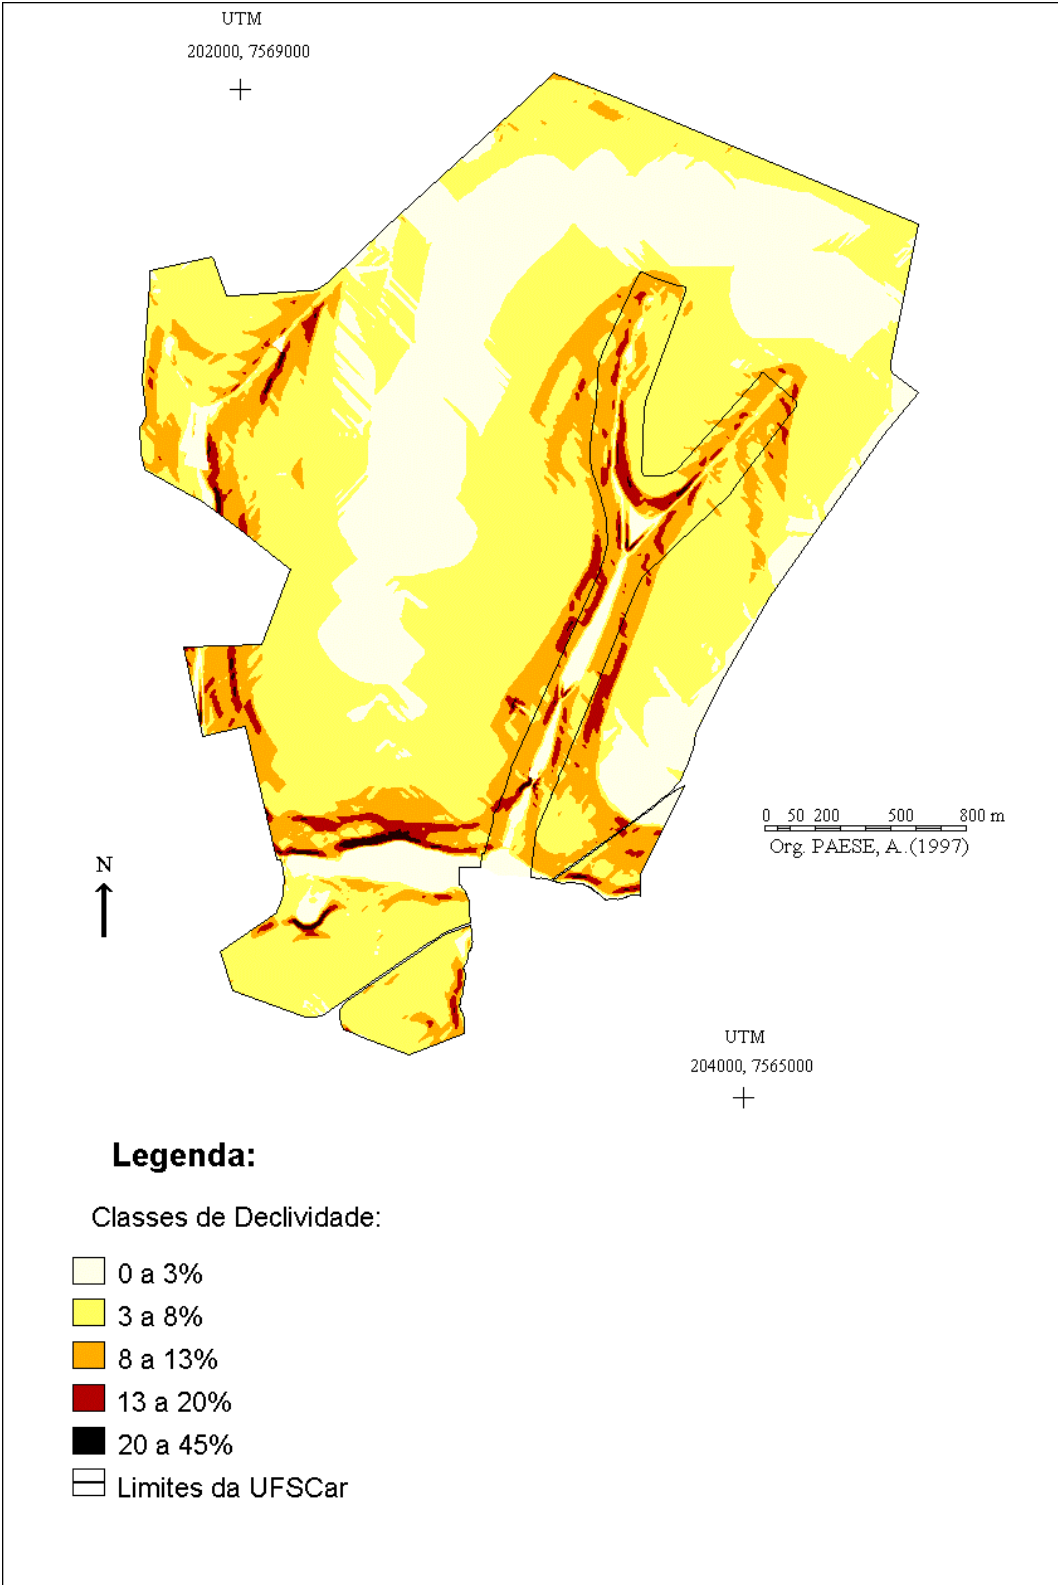 UTM
202000, 7569000
0 50 200 500 800 m
Org. PAESE, A..(1997)
N
UTM
204000, 7565000
Legenda:
Classes de Declividade:
0 a 3%
3 a 8%
8 a 13%
13 a 20%
20 a 45%
Limites da UFSCar